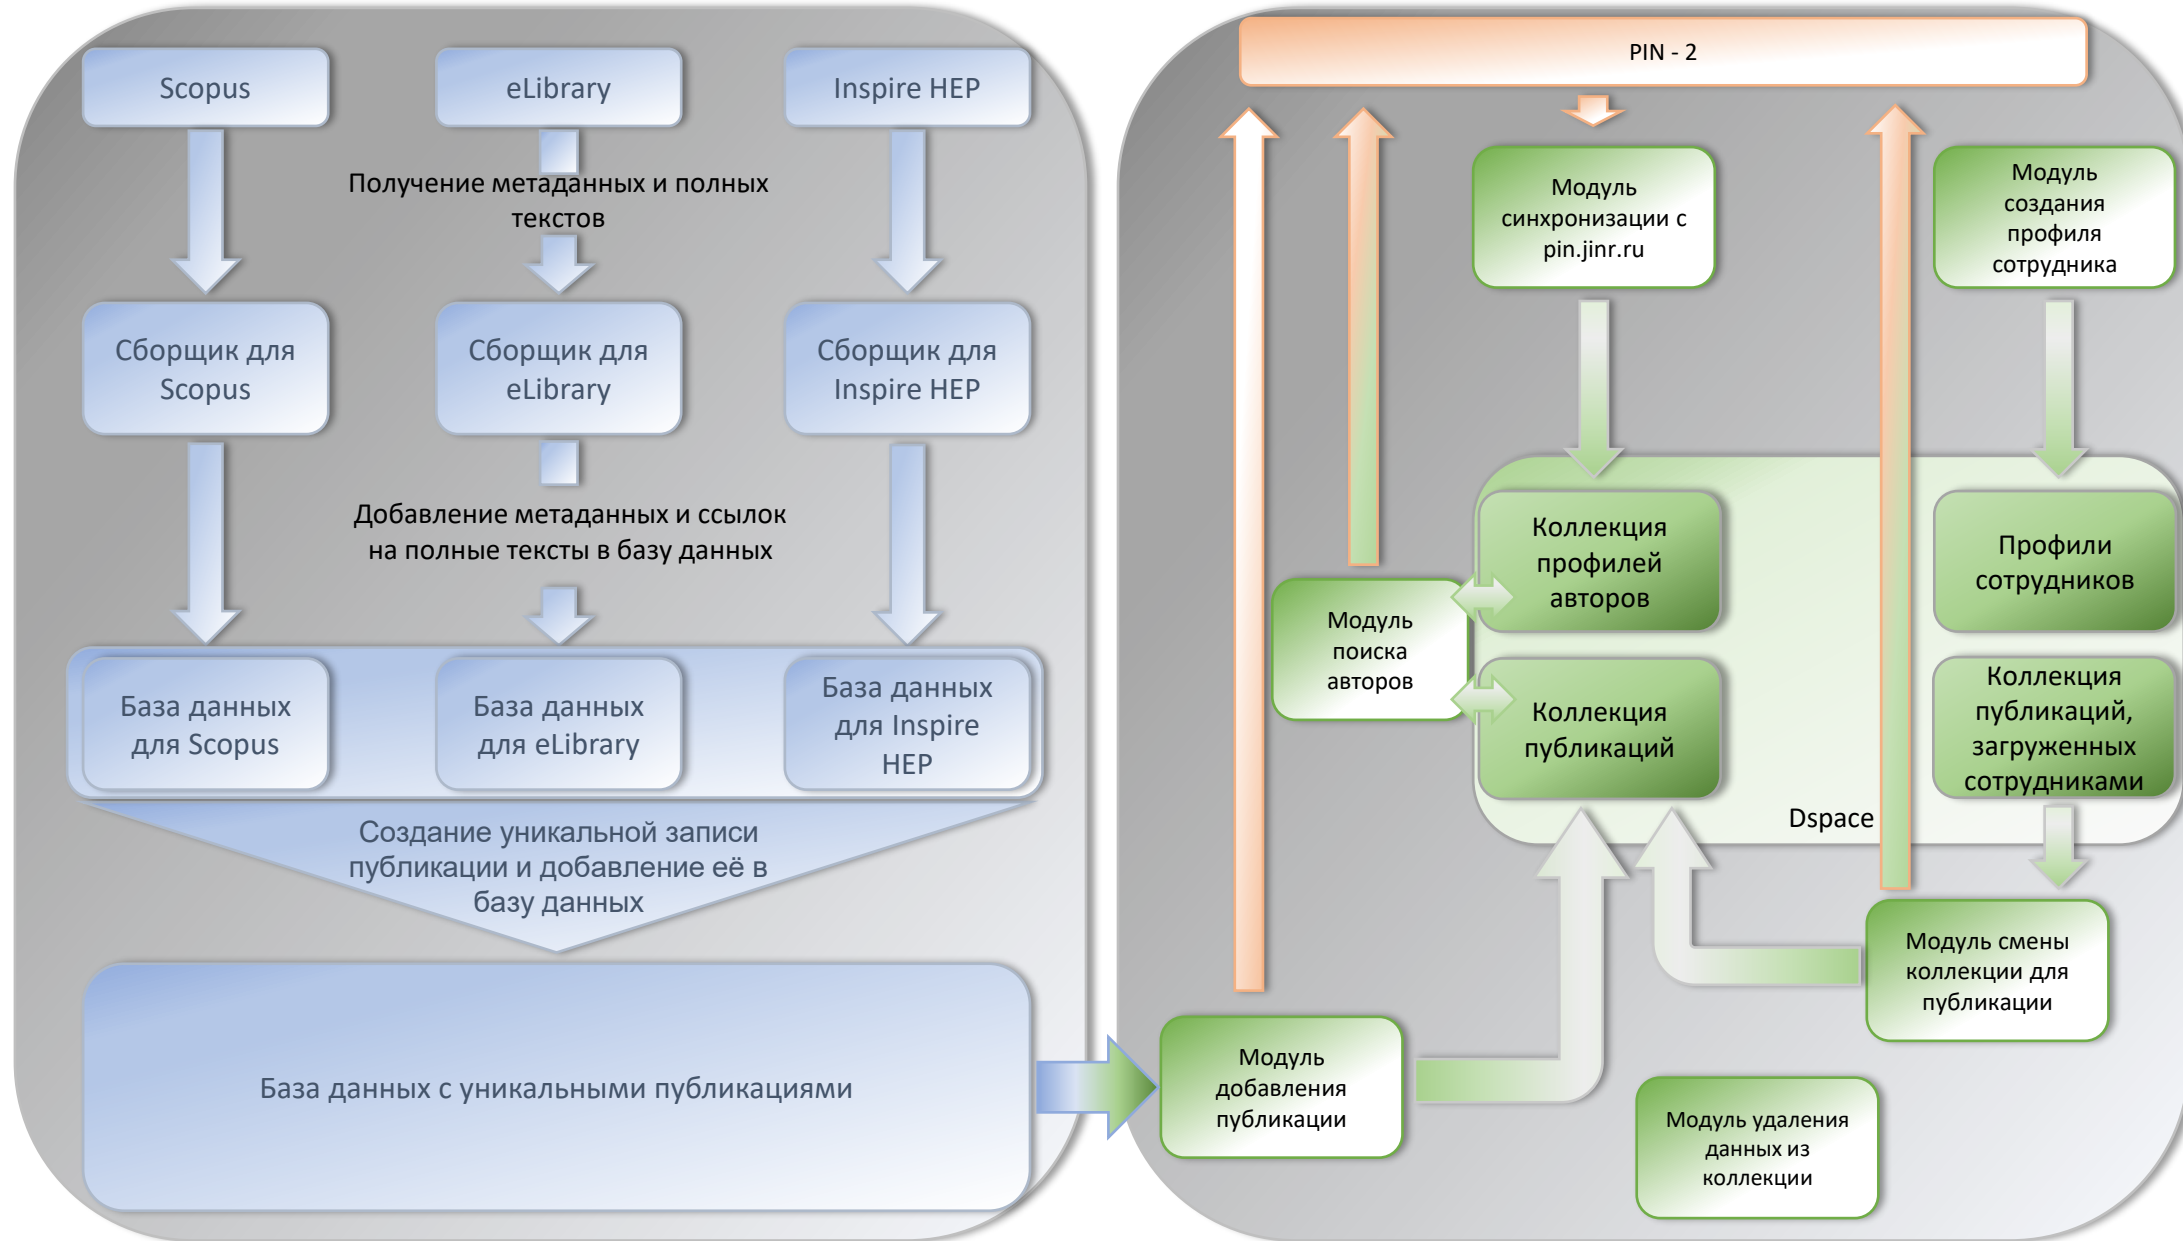 Scopus
eLibrary
Inspire HEP
Получение метаданных и полных
текстов
Сборщик для
Scopus
Сборщик для
eLibrary
Сборщик для
Inspire HEP
Добавление метаданных и ссылок
на полные тексты в базу данных
База данных
для Scopus
База данных
для eLibrary
База данных
для Inspire
HEP
Создание уникальной записи
публикации и добавление её в
базу данных
База данных с уникальными публикациями
PIN - 2
Модуль
синхронизации с
pin.jinr.ru
Модуль
создания
профиля
сотрудника
Коллекция
профилей
авторов
Профили
сотрудников
Модуль
поиска
авторов
Коллекция
публикаций
Коллекция
публикаций,
загруженных
сотрудниками
Dspace
Модуль смены
коллекции для
публикации
Модуль
добавления
публикации
Модуль удаления
данных из
коллекции